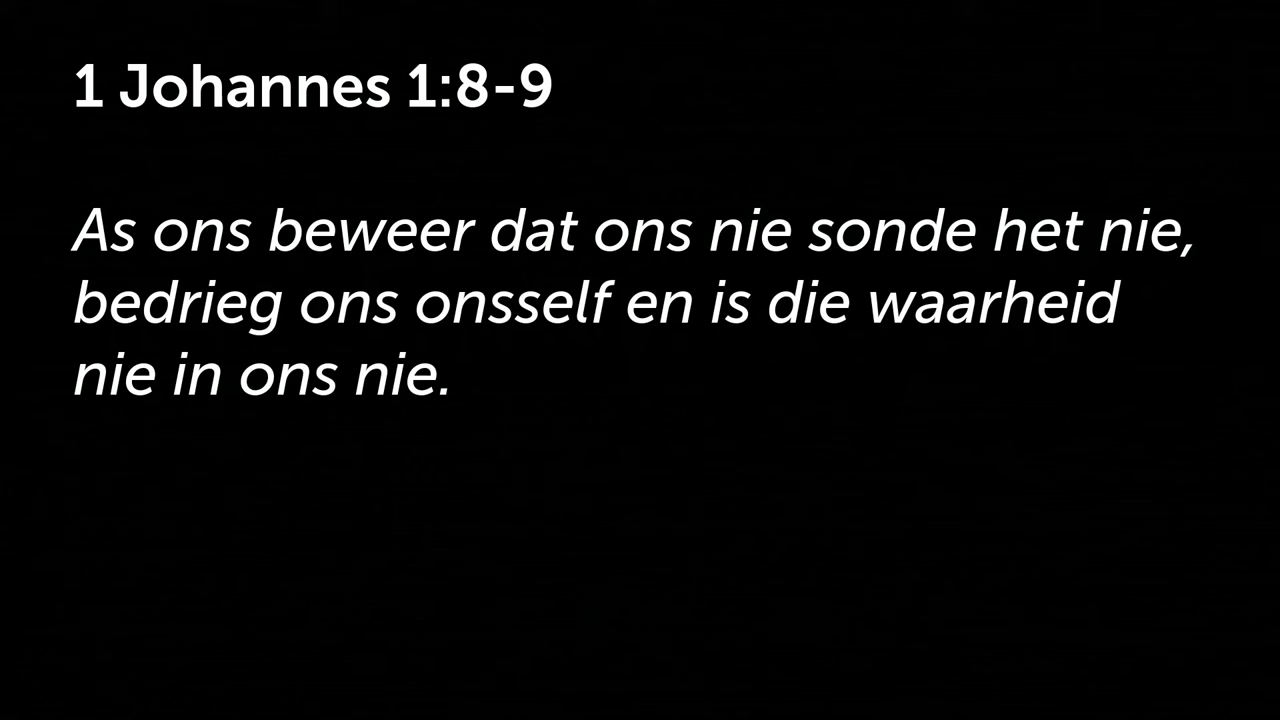 1 Johannes 1:8-9
As ons beweer dat ons nie sonde het nie,
bedrieg ons onsself en is die waarheid
nie in ons nie.